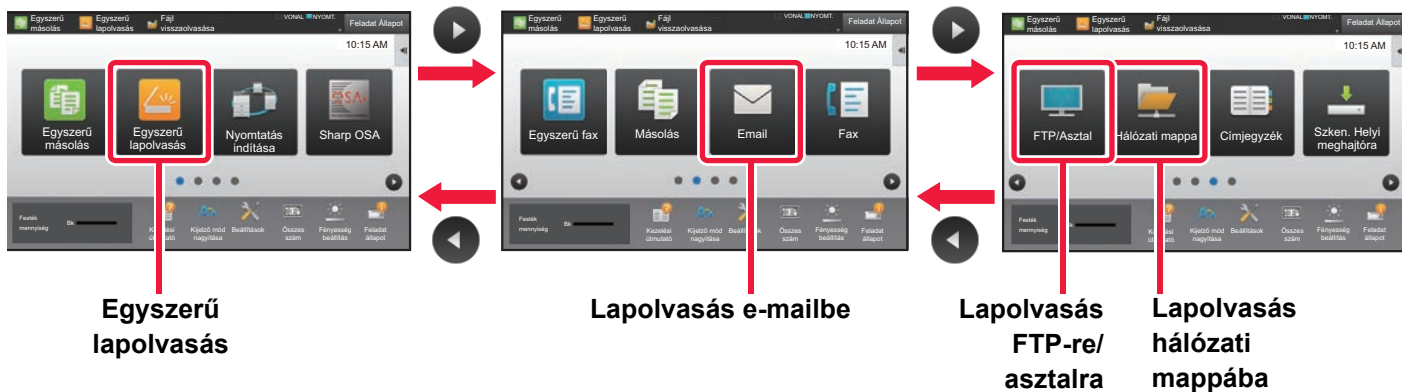 Egyszerű másolás
Egyszerű lapolvasás
Fájl visszaolvasása
VONAL NYOMT.
Feladat Állapot
10:15 AM
Egyszerű másolás
Egyszerű lapolvasás
Nyomtatás indítása
Sharp OSA
Festék mennyiség
Bk
Kijelző mód nagyítása
Beállítások
Összes szám
Fényesség beállítás
Feladat állapot
Egyszerű
lapolvasás
Egyszerű másolás
Egyszerű lapolvasás
Fájl visszaolvasása
VONAL NYOMT.
Feladat Állapot
10:15 AM
Egyszerű fax
Másolás
Email
Fax
Festék mennyiség
Bk
Kezelési útmutató
Kijelző mód nagyítása
Összes szám
Fényesség beállítás
Feladat állapot
Lapolvasás e-mailbe
Egyszerű másolás
Egyszerű lapolvasás
Fájl visszaolvasása
VONAL NYOMT.
Feladat Állapot
10:15 AM
FTP/Asztal
Hálózati mappa
Címjegyzék
Szken. Helyi meghajtóra
Festék mennyiség
Bk
Kijelző mód nagyítása
Beállítások
Összes szám
Fényesség beállítás
Feladat állapot
Lapolvasás
FTP-re/
asztalra
Lapolvasás
hálózati
mappába